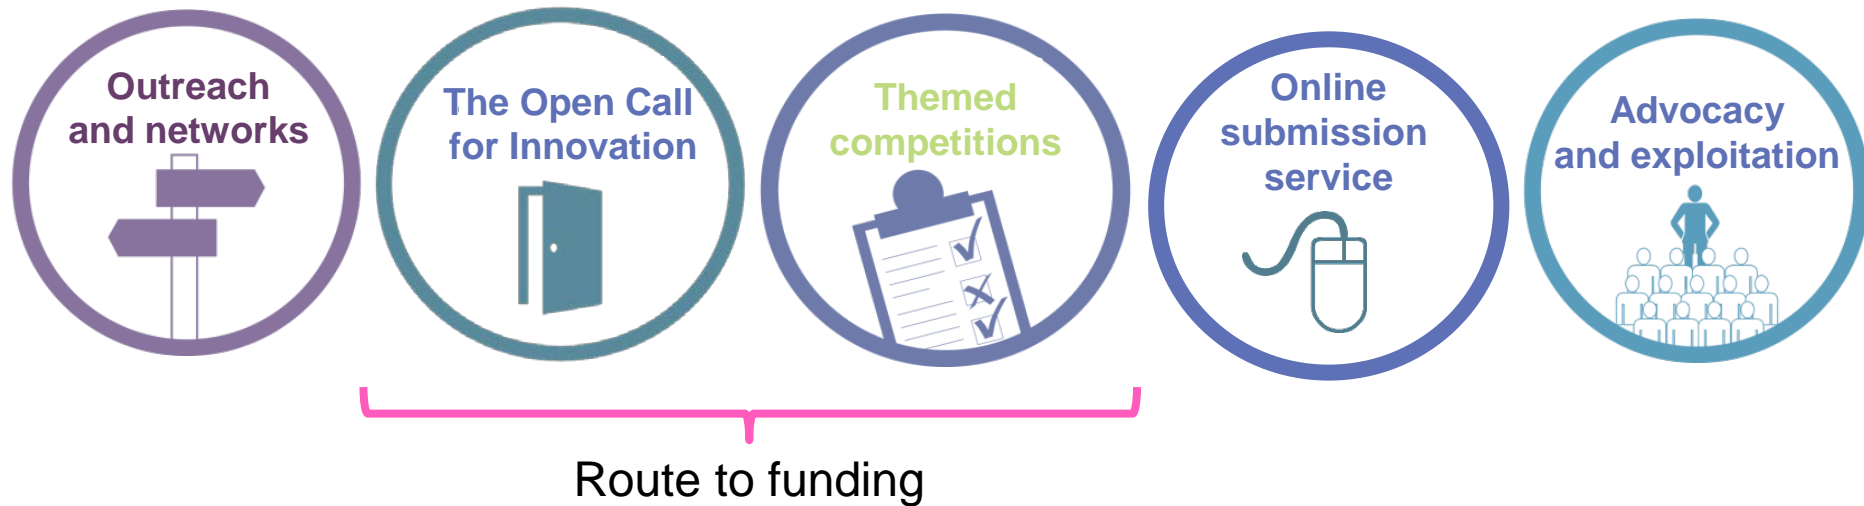 Outreach
and networks
The Open Call
for Innovation
Themed
competitions
Online
submission
service
Advocacy
and exploitation
Route to funding